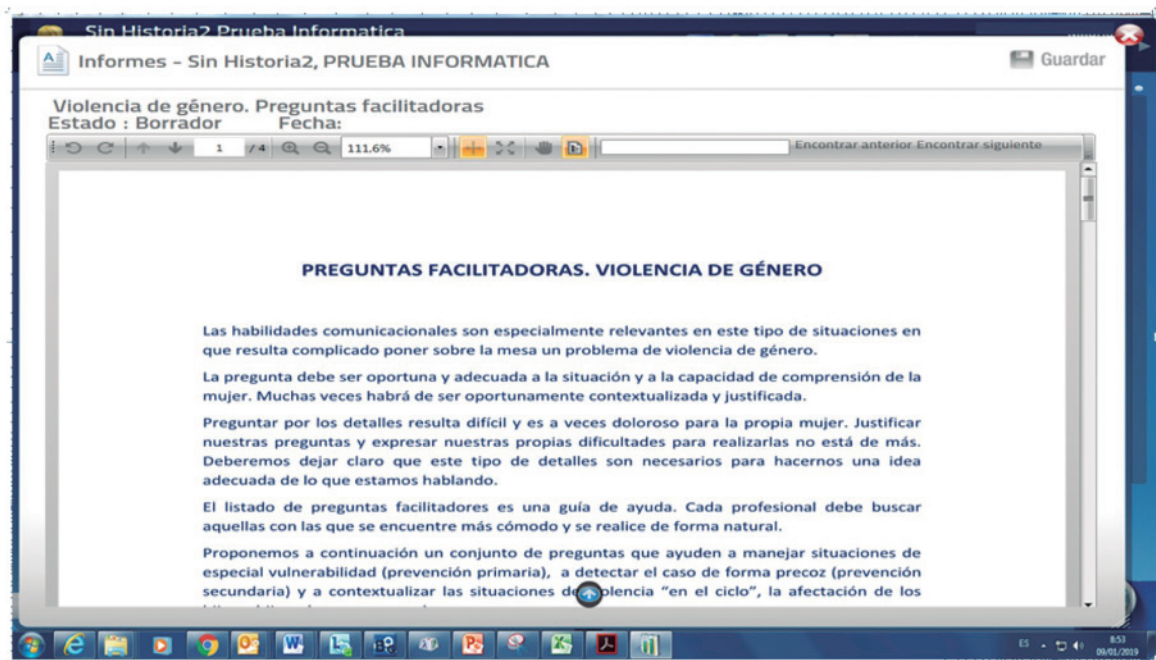 Sin Historia2 Prueba Informatica
Informes – Sin Historia2, PRUEBA INFORMATICA
Guardar
Violencia de género. Preguntas facilitadoras
Estado : Borrador Fecha:
1 / 4 111.6% Encontrar anterior Encontrar siguiente
PREGUNTAS FACILITADORAS. VIOLENCIA DE GÉNERO
Las habilidades comunicacionales son especialmente relevantes en este tipo de situaciones en
que resulta complicado poner sobre la mesa un problema de violencia de género.
La pregunta debe ser oportuna y adecuada a la situación y a la capacidad de comprensión de la
mujer. Muchas veces habrá de ser oportunamente contextualizada y justificada.
Preguntar por los detalles resulta difícil y es a veces doloroso para la propia mujer. Justificar
nuestras preguntas y expresar nuestras propias dificultades para realizarlas no está de más.
Deberemos dejar claro que este tipo de detalles son necesarios para hacernos una idea
adecuada de lo que estamos hablando.
El listado de preguntas facilitadores es una guía de ayuda. Cada profesional debe buscar
aquellas con las que se encuentre más cómodo y se realice de forma natural.
Proponemos a continuación un conjunto de preguntas que ayuden a manejar situaciones de
especial vulnerabilidad (prevención primaria), a detectar el caso de forma precoz (prevención
secundaria) y a contextualizar las situaciones de violencia “en el ciclo”, la afectación de los
ES 8:53
09/01/2019